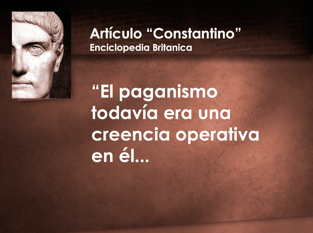 Artículo “Constantino”
Enciclopedia Britanica
“El paganismo
todavía era una
creencia operativa
en él...